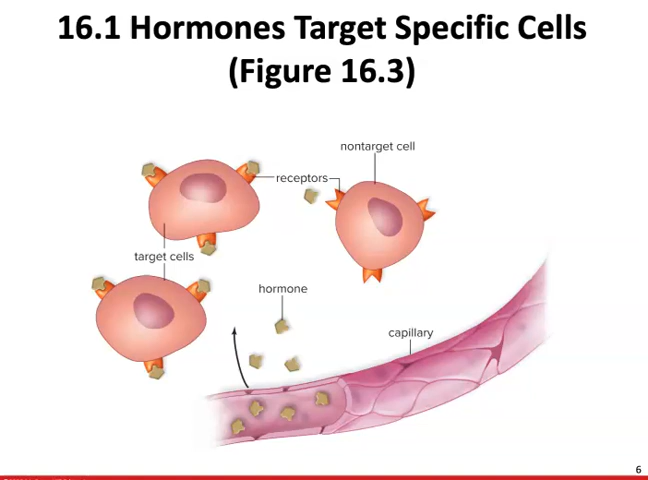 16.1 Hormones Target Specific Cells
(Figure 16.3)
nontarget cell
receptors
target cells
hormone
capillary
6